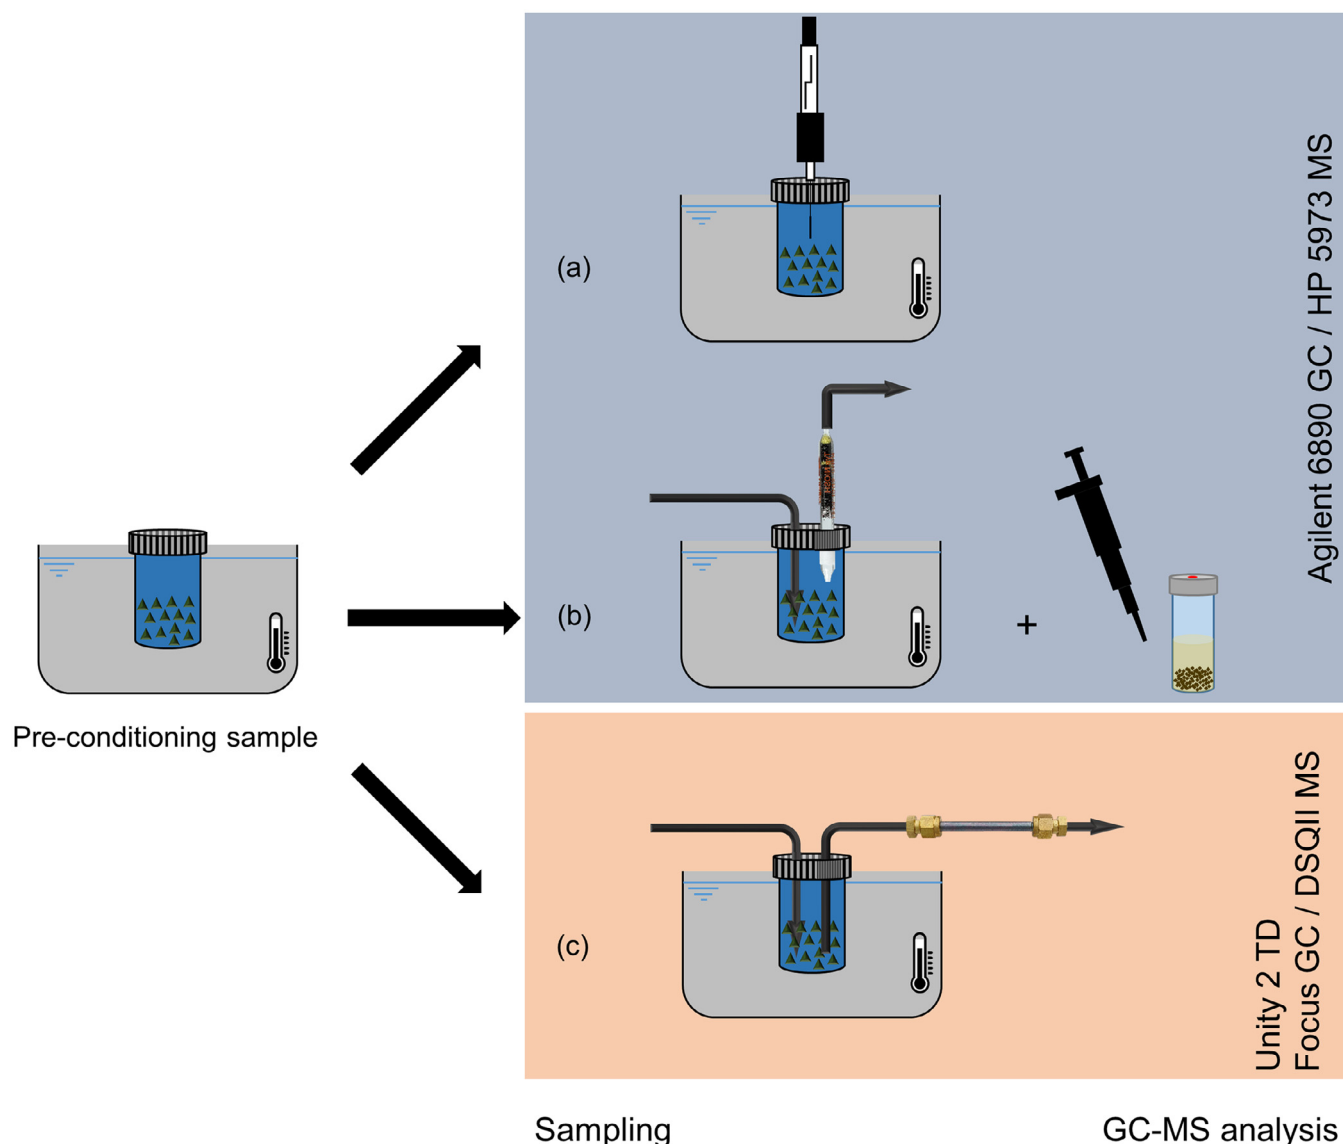 (a)
Agilent 6890 GC / HP 5973 MS
(b)
+
Pre-conditioning sample
(c)
Unity 2 TD
Focus GC / DSQII MS
Sampling
GC-MS analysis